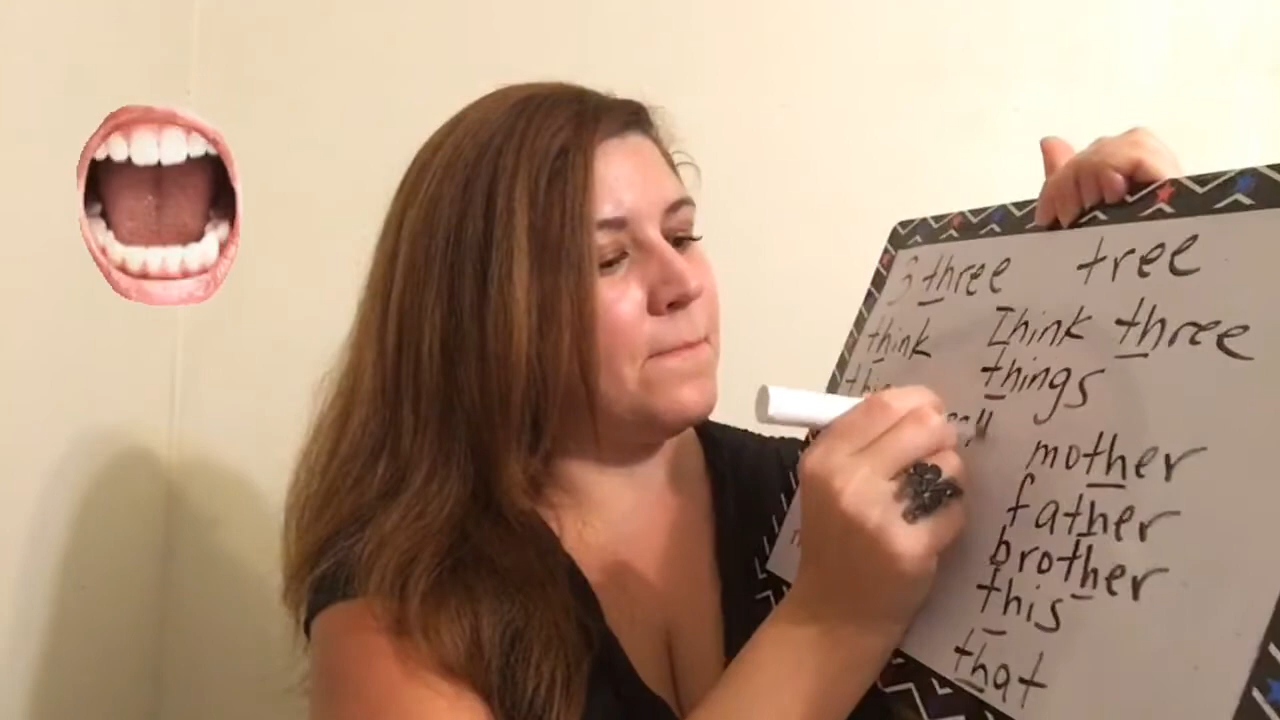 3 three tree
think I think three
things
mother
father
brother
this
that